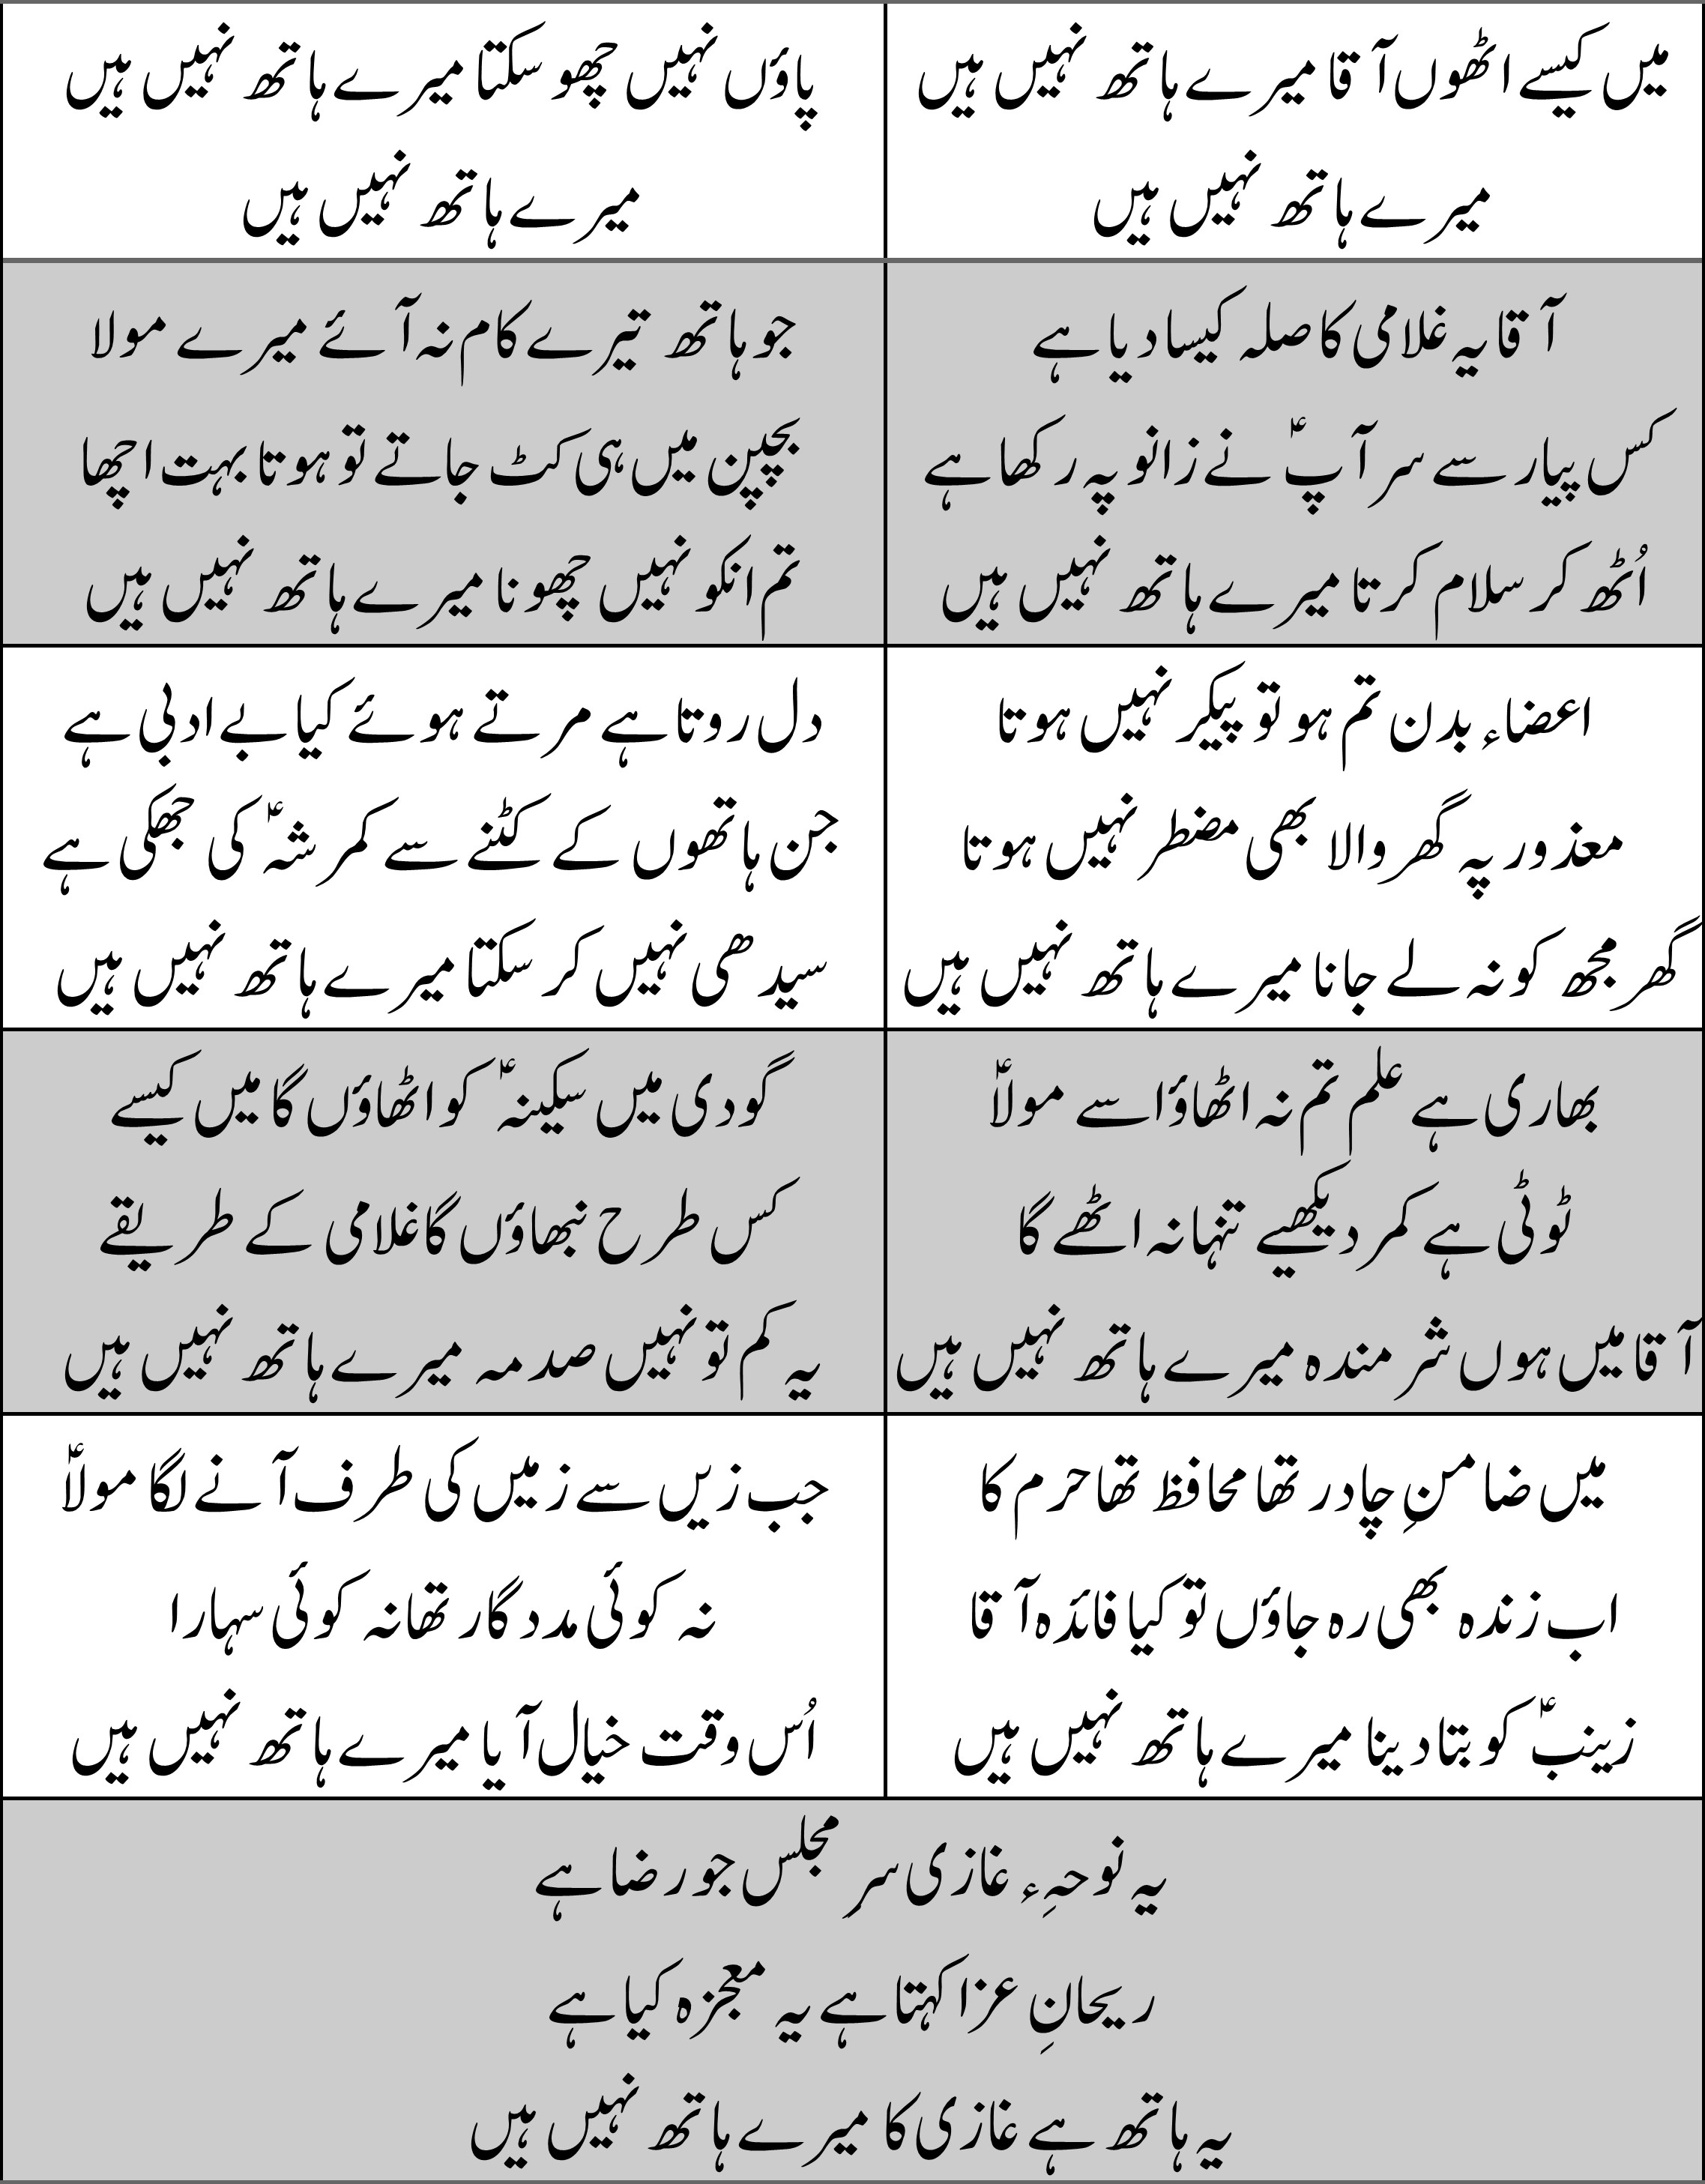 میں کیسے اٹھوں آقا میرے ہاتھ نہیں ہیں
میرے ہاتھ نہیں ہیں
پاؤں نہیں چھو سکتا میرے ہاتھ نہیں ہیں
میرے ہاتھ نہیں ہیں
آقا یہ غلامی کا صلہ کیسا دیا ہے
کس پیار سے سر آپؑ نے زانو پہ رکھا ہے
اُٹھ کر سلام کرتا میرے ہاتھ نہیں ہیں
جو ہاتھ تیرے کام نہ آئے میرے مولا
بچپن میں ہی کٹ جاتے تو ہوتا بہت اچھا
تم انکو نہیں چھونا میرے ہاتھ نہیں ہیں
اعضاء بدن تم ہو تو پیکر نہیں ہوتا
معذور پہ گھر والا بھی مضطر نہیں ہوتا
گھر مجھ کو نہ لے جانا میرے ہاتھ نہیں ہیں
دل روتا ہے مرتے ہوئے کیا بے ادبی ہے
جن ہاتھوں کے کٹنے سے کمر شہؑ کی جھکی ہے
سیدھی نہیں کر سکتا میرے ہاتھ نہیں ہیں
بھاری ہے علم تم نہ اٹھاؤ اسے مولاؑ
ٹوٹی ہے کمر دیکھیے تنہا نہ اٹھے گا
آقا میں ہوں شرمندہ میرے ہاتھ نہیں ہیں
گودی میں سکینہؑ کو اٹھاؤں گا میں کیسے
کس طرح نبھاؤں گا غلامی کے طریقے
یہ کم تو نہیں صدمہ میرے ہاتھ نہیں ہیں
میں ضامنِ چادر تھا محافظ تھا حرم کا
اب زندہ بھی رہ جاؤں تو کیا فائدہ آقا
زینبؑ کو بتا دینا میرے ہاتھ نہیں ہیں
جب زیں سے زمیں کی طرف آنے لگا مولاؑ
نہ کوئی مددگار تھا نہ کوئی سہارا
اُس وقت خیال آیا میرے ہاتھ نہیں ہیں
یہ نوحہِء غازی سرِ مجلس جو رضا ہے
ریحانِ عزا کہتا ہے یہ معجزہ کیا ہے
یہ ہاتھ ہے غازی کا میرے ہاتھ نہیں ہیں